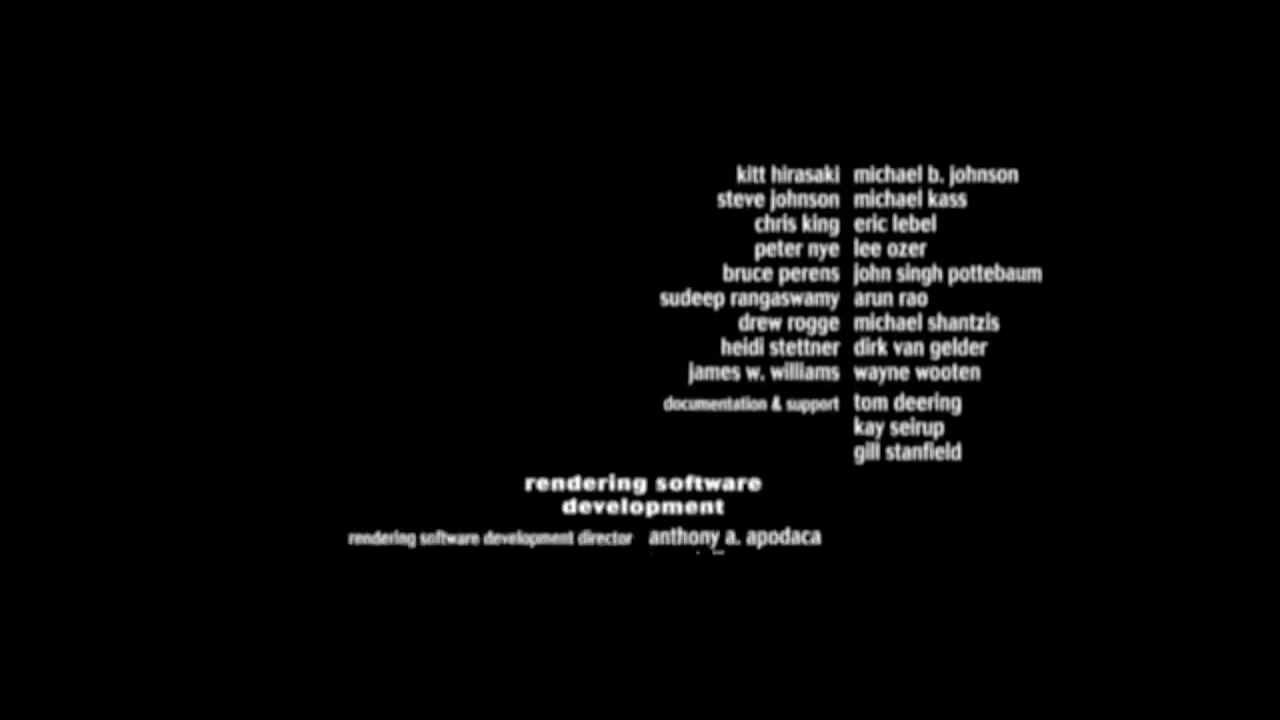 kitt hirasaki michael b. johnson
steve johnson michael kass
chris king eric lebel
peter nye lee ozer
bruce perens john singh pottebaum
sudeep rangaswamy arun rao
drew rogge michael shantzis
heidi stettner dirk van gelder
james w. williams wayne wooten
documentation & support tom deering
kay seirup
gill stanfield
rendering software
development
rendering software development director anthony a. apodaca